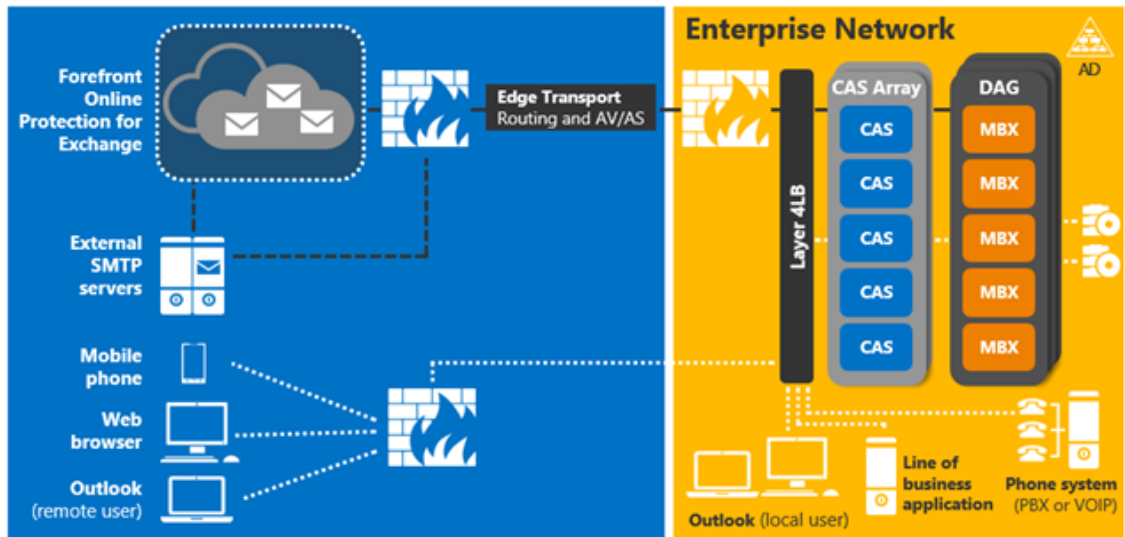 Forefront
Online
Protection for
Exchange
Edge Transport
Routing and AV/AS
External
SMTP
servers
Mobile
phone
Web
browser
Outlook
(remote user)
Enterprise Network
AD
Layer 4LB
CAS Array
CAS
CAS
CAS
CAS
CAS
DAG
MBX
MBX
MBX
MBX
MBX
Outlook (local user)
Line of
business
application
Phone system
(PBX or VOIP)